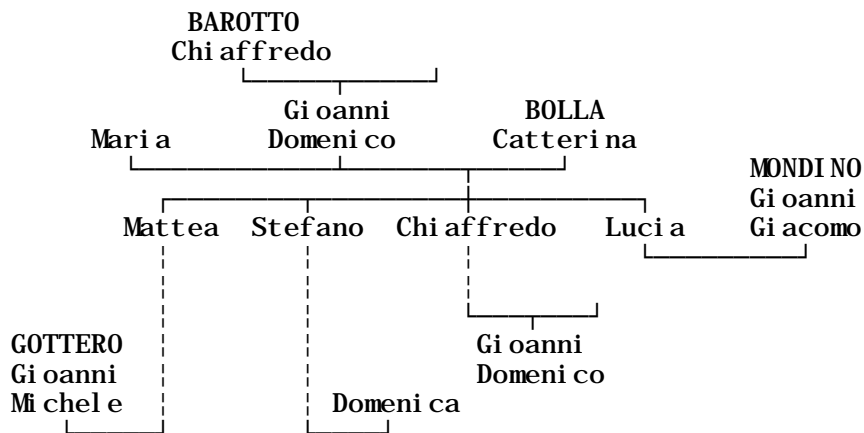 BAROTTO
Chiaffredo
Gioanni BOLLA
Maria Domenico Catterina
MONDINO
Gioanni
Mattea Stefano Chiaffredo Lucia Giacomo
GOTTERO Gioanni
Gioanni Domenico
Michele Domenica